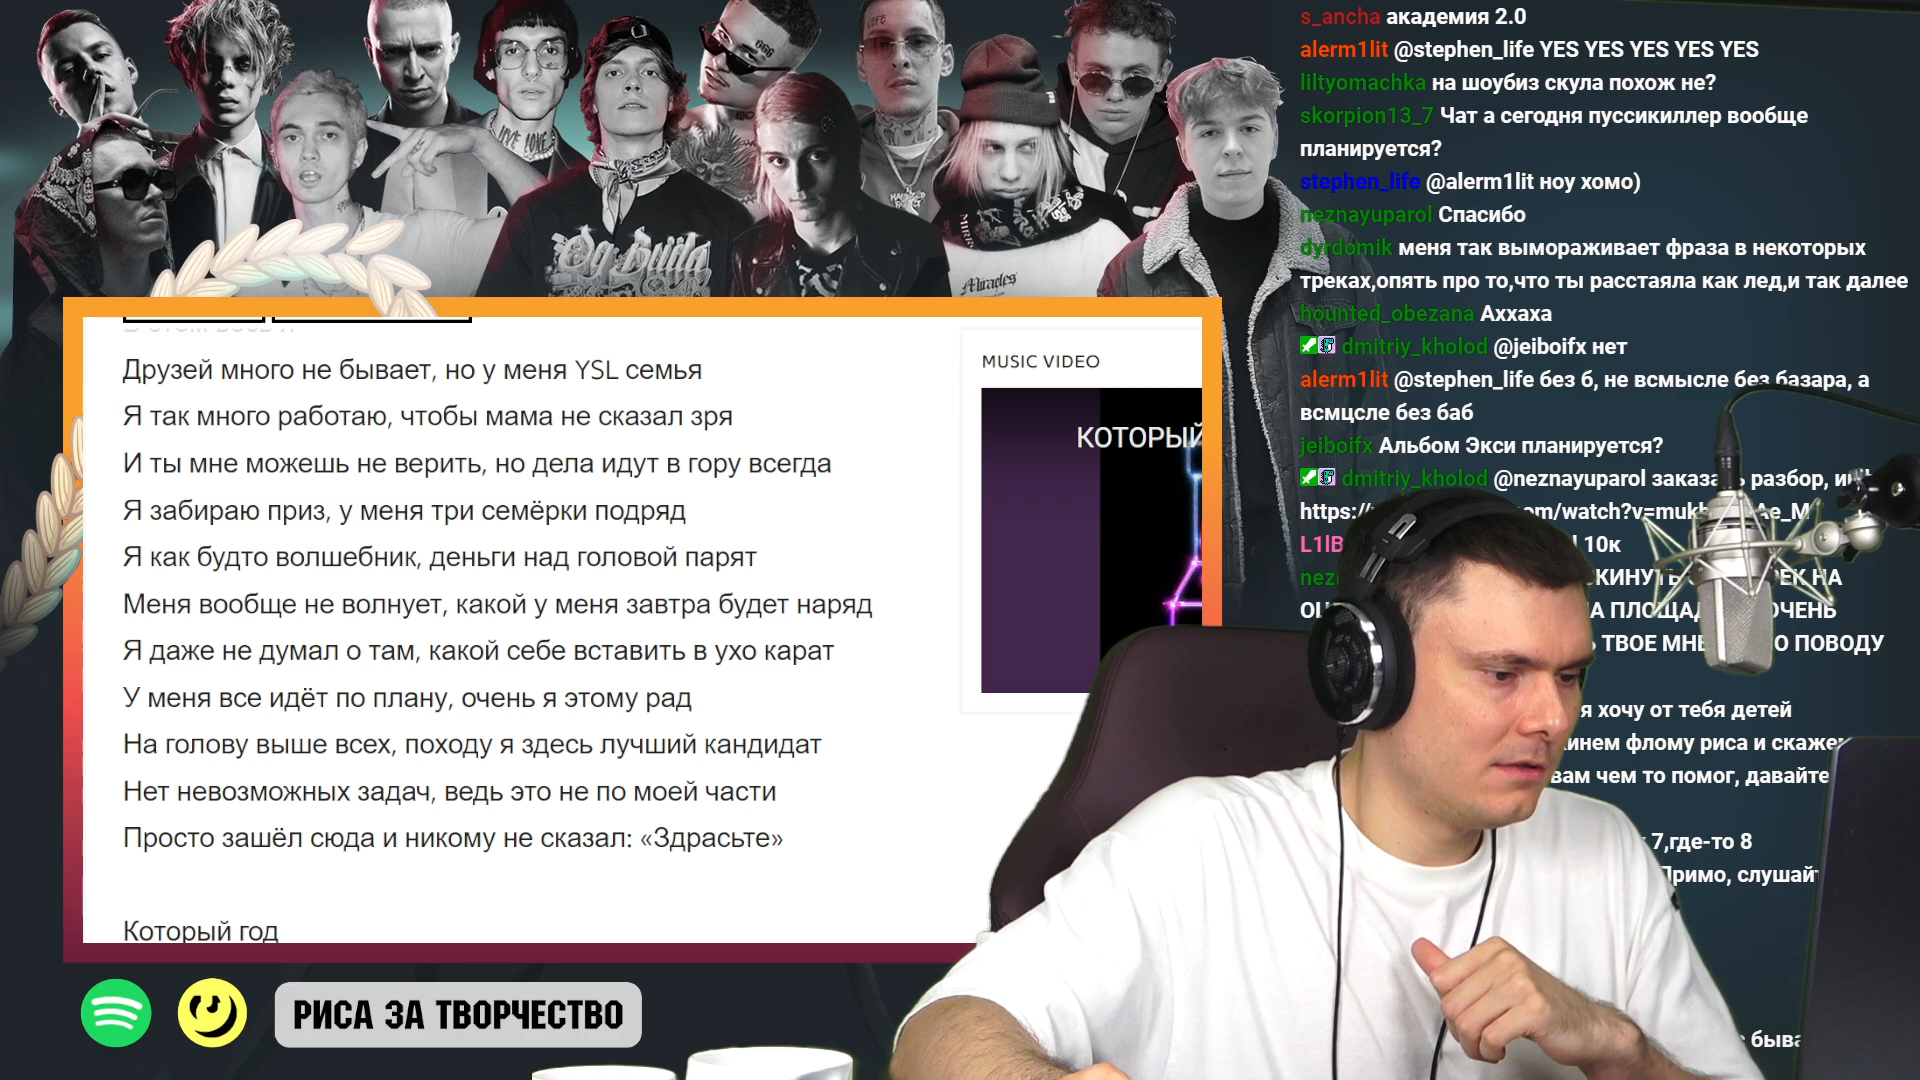 s_ancha академия 2.0
alerm1lit @stephen_life YES YES YES YES YES
liltyomachka на шоубиз скула похож не?
skorpion13_7 Чат а сегодня пуссикиллер вообще
планируется?
stephen_life @alerm1lit ноу хомо)
neznayuparol Спасибо
dyrdomik меня так вымораживает фраза в некоторых
треках,опять про то,что ты расстаяла как лед,и так далее
hounted_obezana Аххаха
dmitriy_kholod @jeiboifx нет
alerm1lit @stephen_life без б, не всмысле без базара, а
всмцсле без баб
jeiboifx Альбом Экси планируется?
dmitriy_kholod @neznayuparol разбор,
https://
10к
НА
ОЧЕНЬ
ТВОЕ ПОВОДУ
я хочу от тебя детей
флому риса и
вам чем то помог, давайте
7,где-то 8
Друзей много не бывает, но у меня YSL семья
Я так много работаю, чтобы мама не сказал зря
И ты мне можешь не верить, но дела идут в гору всегда
Я забираю приз, у меня три семёрки подряд
Я как будто волшебник, деньги над головой парят
Меня вообще не волнует, какой у меня завтра будет наряд
Я даже не думал о там, какой себе вставить в ухо карат
У меня все идёт по плану, очень я этому рад
На голову выше всех, походу я здесь лучший кандидат
Нет невозможных задач, ведь это не по моей части
Просто зашёл сюда и никому не сказал: «Здрасьте»
Который год
MUSIC VIDEO
КОТОРЫЙ
РИСА ЗА ТВОРЧЕСТВО